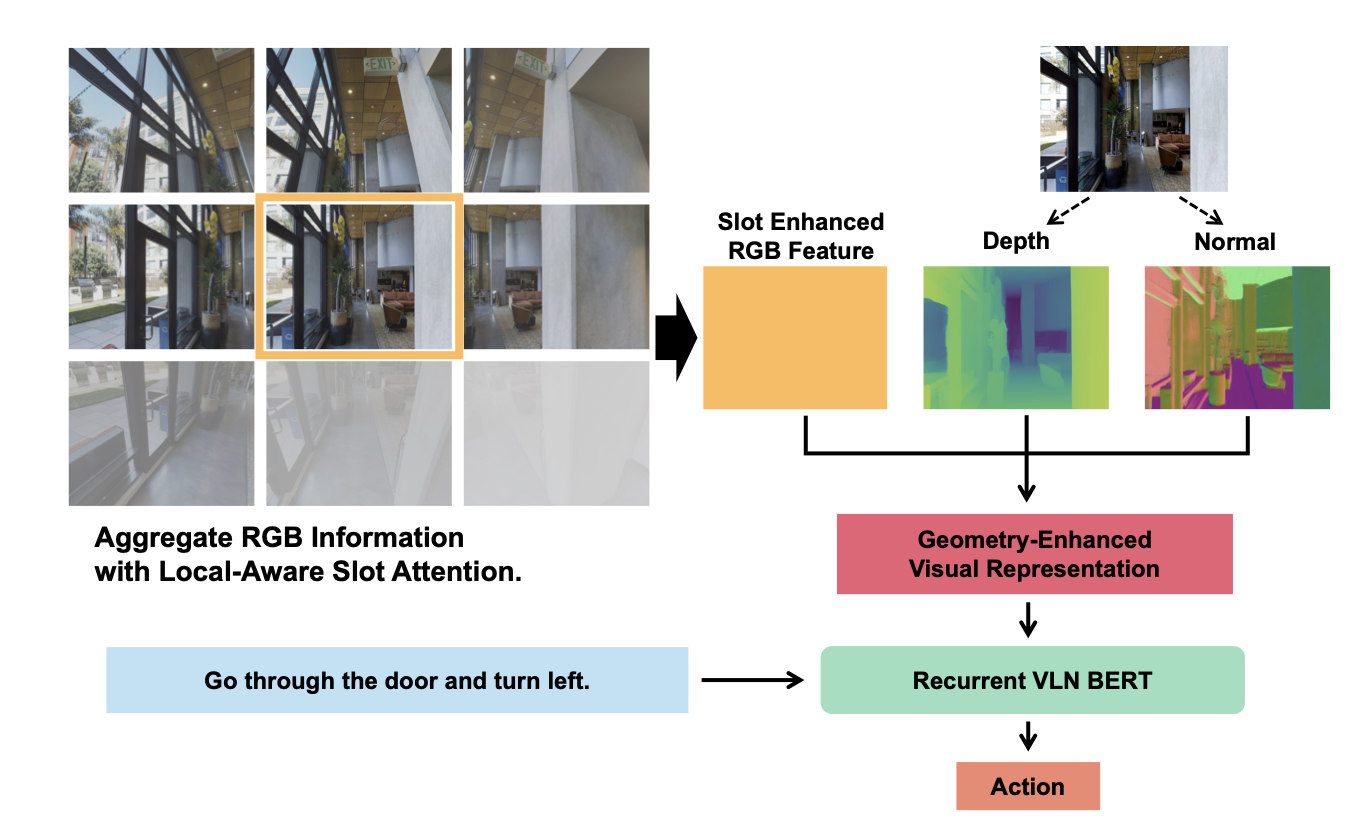 EXIT
EXIT
Slot Enhanced
RGB Feature
Depth
Normal
Aggregate RGB Information
with Local-Aware Slot Attention.
Geometry-Enhanced
Visual Representation
Go through the door and turn left.
Recurrent VLN BERT
Action